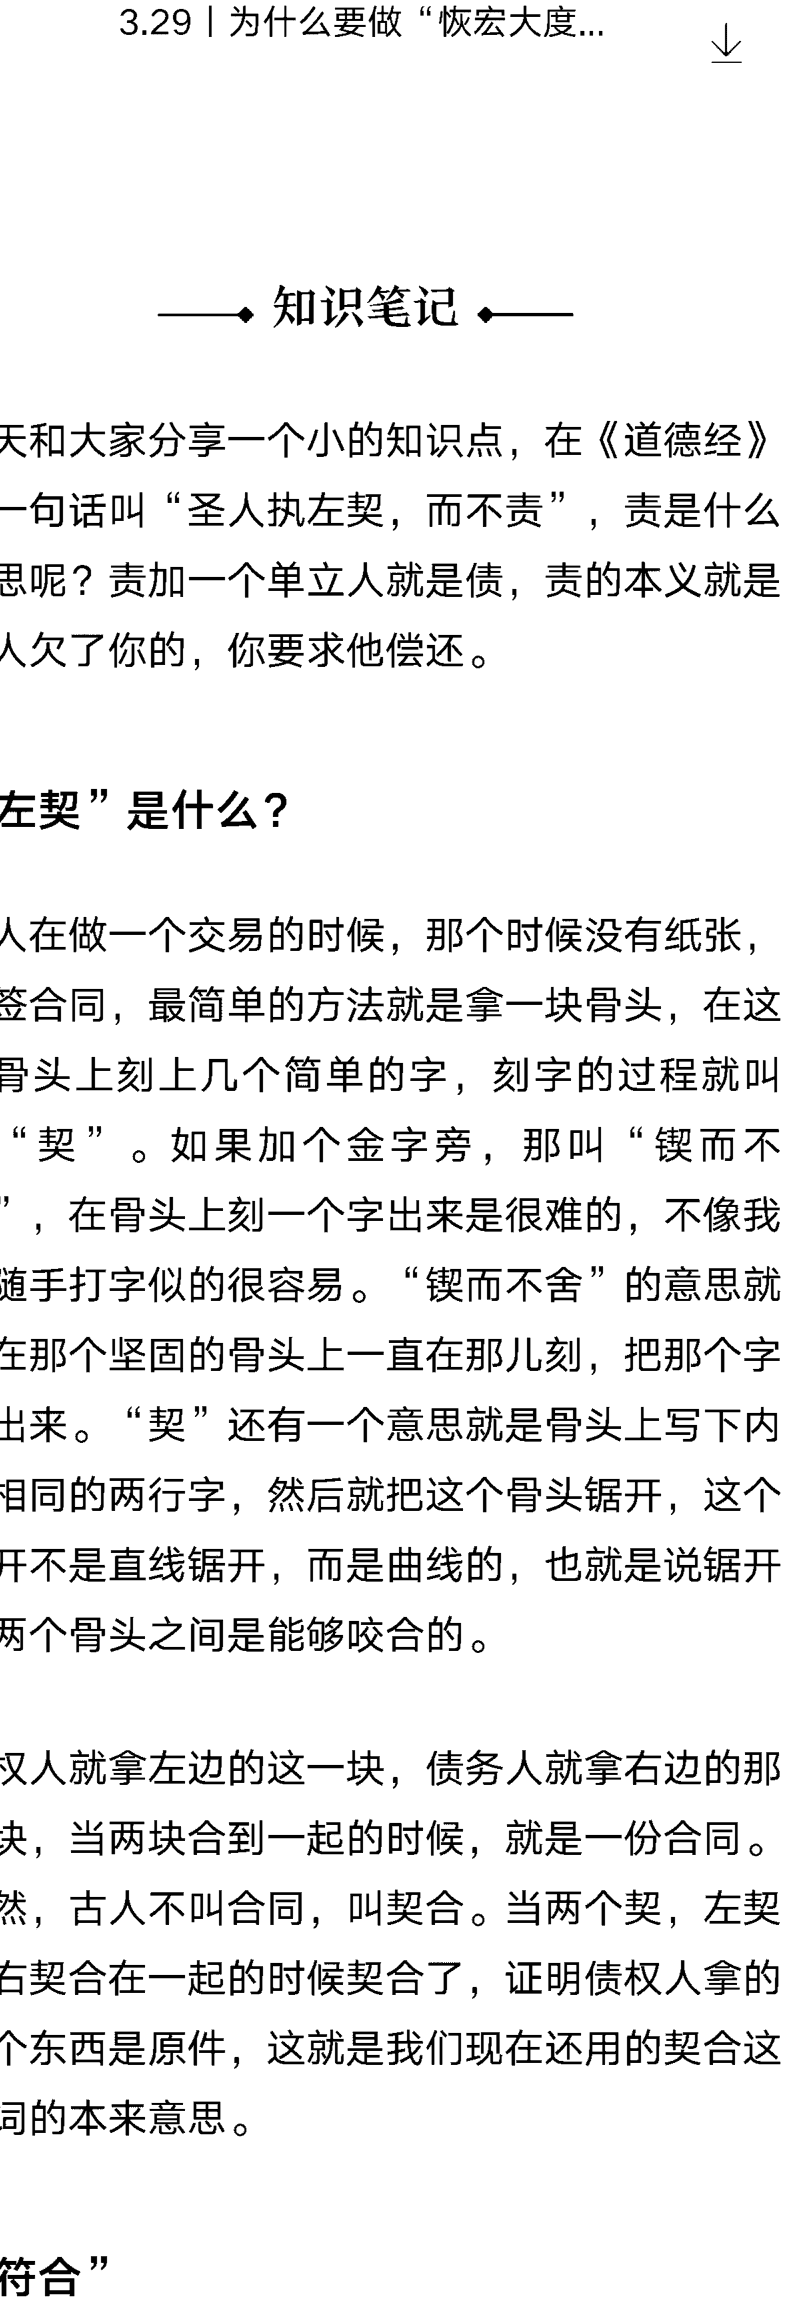 3.29 | 为什么要做“恢宏大度...
知识笔记
天和大家分享一个小的知识点，在《道德经》
一句话叫“圣人执左契，而不责”，责是什么
思呢？责加一个单立人就是债，责的本义就是
人欠了你的，你要求他偿还。
左契”是什么？
人在做一个交易的时候，那个时候没有纸张，
签合同，最简单的方法就是拿一块骨头，在这
骨头上刻上几个简单的字，刻字的过程就叫
“契”。如果加个金字旁，那叫“锲而不
”，在骨头上刻一个字出来是很难的，不像我
随手打字似的很容易。“锲而不舍”的意思就
在那个坚固的骨头上一直在那儿刻，把那个字
出来。“契”还有一个意思就是骨头上写下内
相同的两行字，然后就把这个骨头锯开，这个
开不是直线锯开，而是曲线的，也就是说锯开
两个骨头之间是能够咬合的。
权人就拿左边的这一块，债务人就拿右边的那
块，当两块合到一起的时候，就是一份合同。
然，古人不叫合同，叫契合。当两个契，左契
右契合在一起的时候契合了，证明债权人拿的
个东西是原件，这就是我们现在还用的契合这
词的本来意思。
符合”